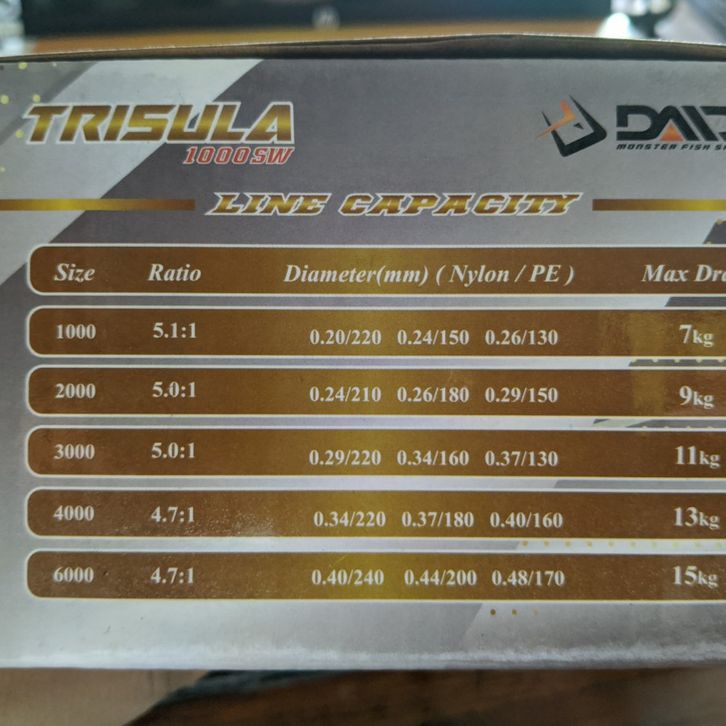 TRISULA
1000SW
MONSTER FISH
LINE CAPACITY
Size Ratio Diameter(mm) ( Nylon / PE ) Max
1000 5.1:1 0.20/220 0.24/150 0.26/130 7kg
2000 5.0:1 0.24/210 0.26/180 0.29/150 9kg
3000 5.0:1 0.29/220 0.34/160 0.37/130 11kg
4000 4.7:1 0.34/220 0.37/180 0.40/160 13kg
6000 4.7:1 0.40/240 0.44/200 0.48/170 15kg